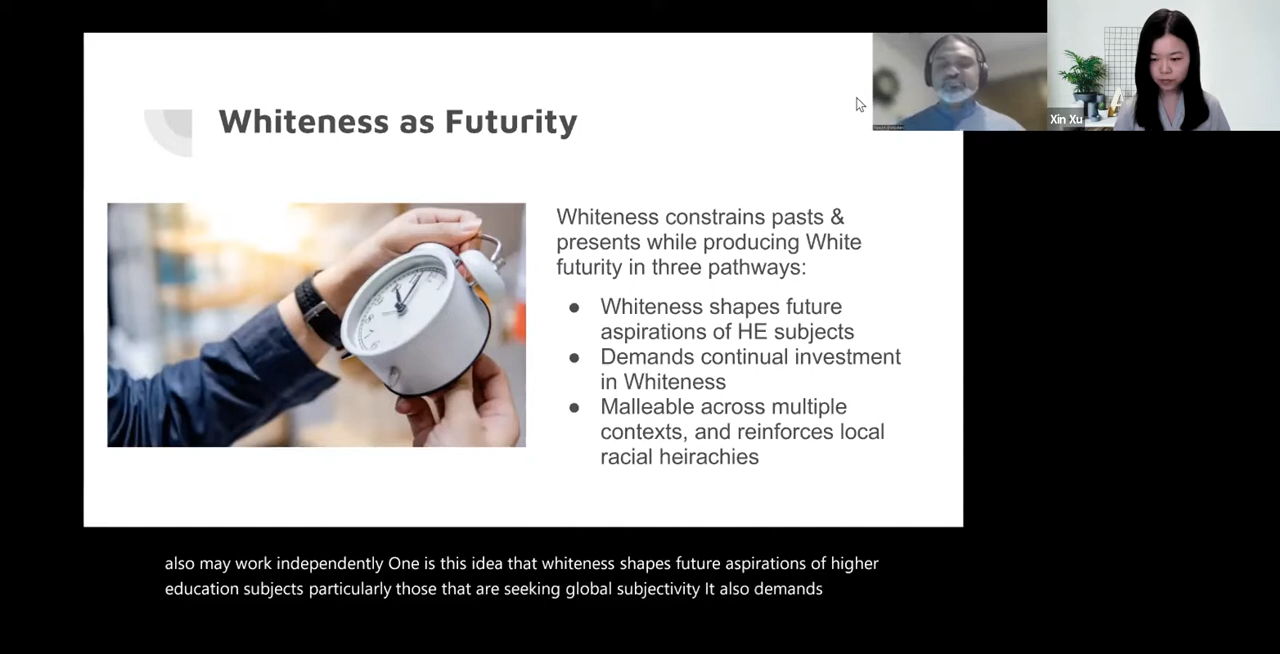 Whiteness as Futurity
Xin Xu
Whiteness constrains pasts &
presents while producing White
futurity in three pathways:
● Whiteness shapes future
aspirations of HE subjects
● Demands continual investment
in Whiteness
● Malleable across multiple
contexts, and reinforces local
racial heirachies
also may work independently One is this idea that whiteness shapes future aspirations of higher
education subjects particularly those that are seeking global subjectivity It also demands